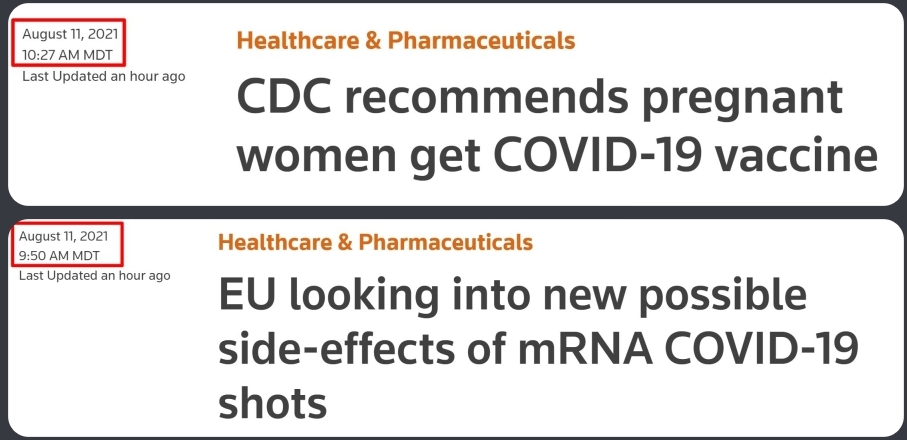 August 11, 2021
10:27 AM MDT
Last Updated an hour ago
Healthcare & Pharmaceuticals
CDC recommends pregnant
women get COVID-19 vaccine
August 11, 2021
9:50 AM MDT
Last Updated an hour ago
Healthcare & Pharmaceuticals
EU looking into new possible
side-effects of mRNA COVID-19
shots